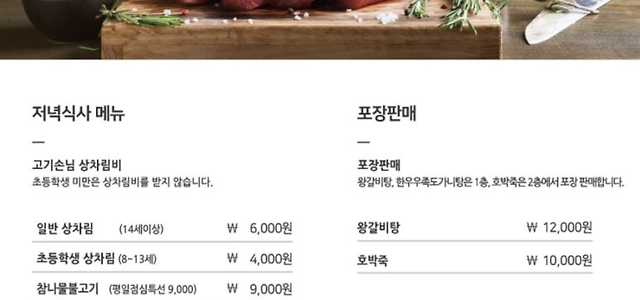 저녁식사 메뉴
고기손님 상차림비
초등학생 미만은 상차림비를 받지 않습니다.
일반 상차림 (14세이상) ₩ 6,000원
초등학생 상차림 (8~13세) ₩ 4,000원
참나물불고기 (평일점심특선 9,000) ₩ 9,000원
포장판매
포장판매
왕갈비탕, 한우우족도가니탕은 1층, 호박죽은 2층에서 포장 판매합니다.
왕갈비탕 ₩ 12,000원
호박죽 ₩ 10,000원